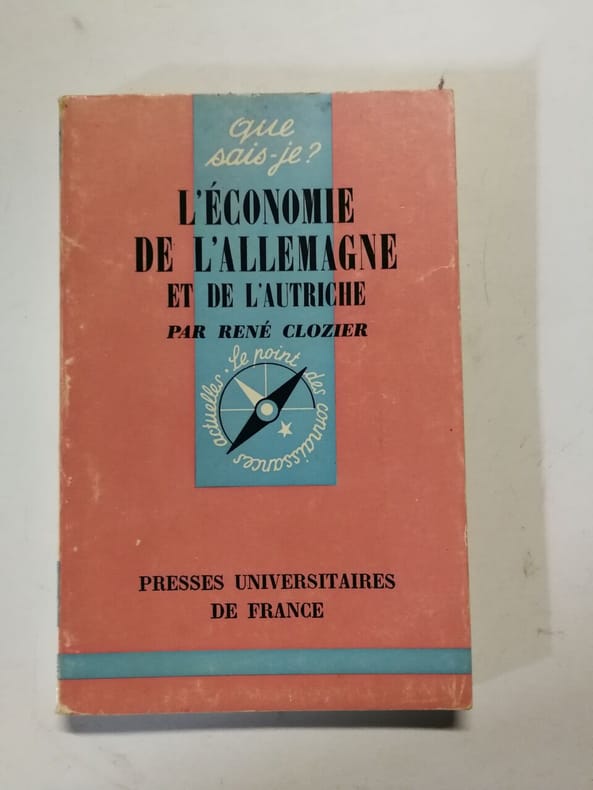 que
sais-je?
L'ÉCONOMIE
DE L'ALLEMAGNE
ET DE L'AUTRICHE
PAR RENÉ CLOZIER
Le point des connaissances actuelles.
PRESSES UNIVERSITAIRES
DE FRANCE